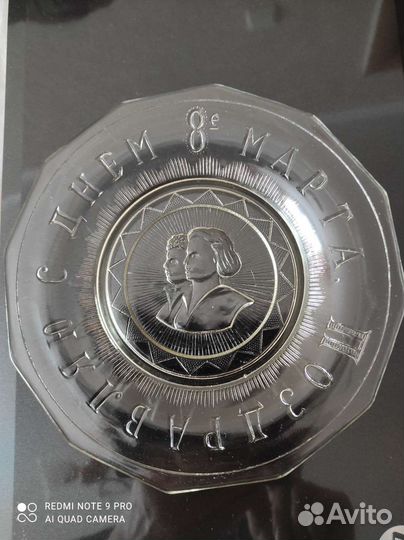 ПОЗДРАВЛЯЮ С ДНЕМ 8е МАРТА.
REDMI NOTE 9 PRO
AI QUAD CAMERA
Avito